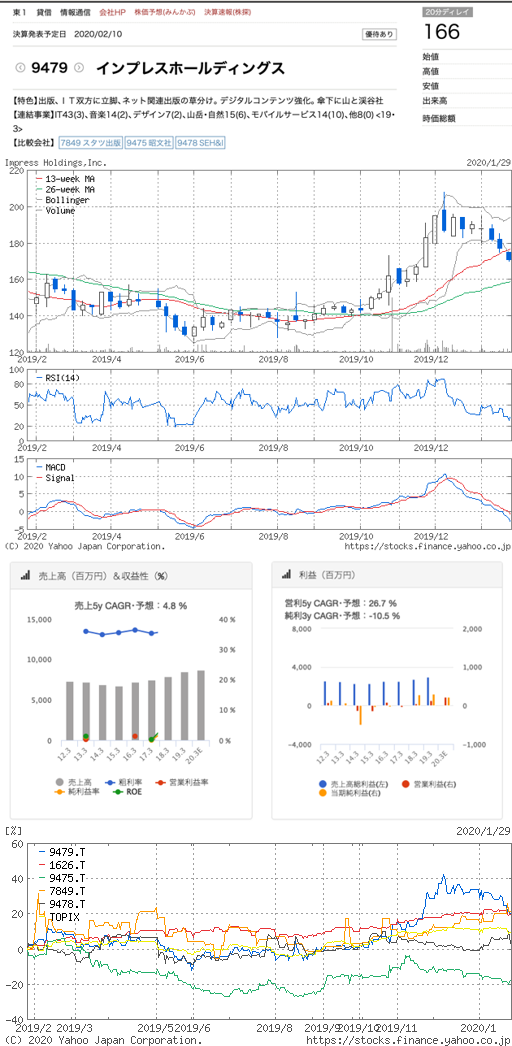 東1 貸借 情報通信 会社HP 株価予想(みんかぶ) 決算速報(株探)
20分ディレイ
決算発表予定日 2020/02/10
優待あり
166
9479 インプレスホールディングス
始値
高値
安値
出来高
時価総額
【特色】出版、IT双方に立脚、ネット関連出版の草分け。デジタルコンテンツ強化。傘下に山と渓谷社
【連結事業】IT43(3)、音楽14(2)、デザイン7(2)、山岳・自然15(6)、モバイルサービス14(10)、他8(0) <19・
3>
【比較会社】 7849 スタツ出版 9475 昭文社 9478 SEH&I
Impress Holdings,Inc. 2020/1/29
220
13-week MA
26-week MA
Bollinger
Volume
200
180
160
140
120
2019/2 2019/4 2019/6 2019/8 2019/10 2019/12
100
RSI(14)
80
50
20
0
2019/2 2019/4 2019/6 2019/8 2019/10 2019/12
15
MACD
Signal
10
5
0
-5
2019/2 2019/4 2019/6 2019/8 2019/10 2019/12
(C) 2020 Yahoo Japan Corporation. https://stocks.finance.yahoo.co.jp
売上高（百万円）＆収益性（%）
売上5y CAGR・予想：4.8 %
15,000
10,000
5,000
0
40 %
30 %
20 %
10 %
0 %
12.3 13.3 14.3 15.3 16.3 17.3 18.3 19.3 20.3E
売上高 粗利率 営業利益率
純利益率 ROE
利益（百万円）
営利5y CAGR・予想：26.7 %
純利3y CAGR・予想：-10.5 %
8,000
4,000
0
-4,000
2,000
1,000
0
-1,000
12.3 13.3 14.3 15.3 16.3 17.3 18.3 19.3 20.3E
売上高総利益(左) 営業利益(右)
当期純利益(右)
[%] 2020/1/29
60
9479.T
1626.T
9475.T
7849.T
9478.T
TOPIX
40
20
0
-20
-40
2019/2 2019/3 2019/5 2019/6 2019/8 2019/9 2019/10 2019/11 2020/1
(C) 2020 Yahoo Japan Corporation. https://stocks.finance.yahoo.co.jp